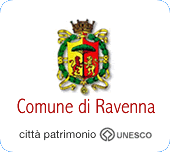 Comune di Ravenna
città patrimonio UNESCO